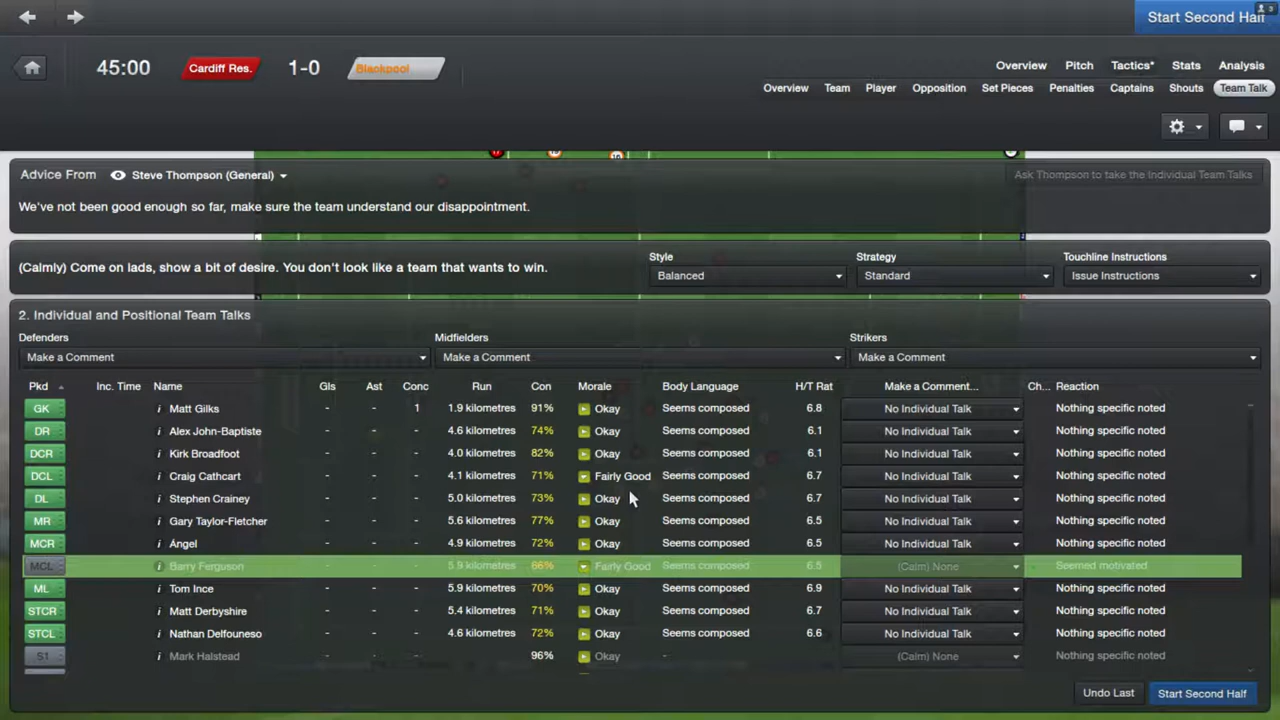 Start Second Half
3
45:00 Cardiff Res. 1-0 Blackpool
Overview Pitch Tactics* Stats Analysis
Overview Team Player Opposition Set Pieces Penalties Captains Shouts Team Talk
Advice From Steve Thompson (General) Ask Thompson to take the Individual Team Talks
We've not been good enough so far, make sure the team understand our disappointment.
Style Strategy Touchline Instructions
(Calmly) Come on lads, show a bit of desire. You don't look like a team that wants to win. Balanced Standard Issue Instructions
2. Individual and Positional Team Talks
Defenders Midfielders Strikers
Make a Comment Make a Comment Make a Comment
Pkd Inc. Time Name Gls Ast Conc Run Con Morale Body Language H/T Rat Make a Comment... Ch... Reaction
GK i Matt Gilks - - 1 1.9 kilometres 91% Okay Seems composed 6.8 No Individual Talk Nothing specific noted
DR i Alex John-Baptiste - - - 4.6 kilometres 74% Okay Seems composed 6.1 No Individual Talk Nothing specific noted
DCR i Kirk Broadfoot - - - 4.0 kilometres 82% Okay Seems composed 6.1 No Individual Talk Nothing specific noted
DCL i Craig Cathcart - - - 4.1 kilometres 71% Fairly Good Seems composed 6.7 No Individual Talk Nothing specific noted
DL i Stephen Crainey - - - 5.0 kilometres 73% Okay Seems composed 6.7 No Individual Talk Nothing specific noted
MR i Gary Taylor-Fletcher - - - 5.6 kilometres 77% Okay Seems composed 6.5 No Individual Talk Nothing specific noted
MCR i Ángel - - - 4.9 kilometres 72% Okay Seems composed 6.5 No Individual Talk Nothing specific noted
MCL i Barry Ferguson - - - 5.9 kilometres 66% Fairly Good Seems composed 6.5 (Calm) None Seemed motivated
ML i Tom Ince - - - 5.9 kilometres 70% Okay Seems composed 6.9 No Individual Talk Nothing specific noted
STCR i Matt Derbyshire - - - 5.4 kilometres 71% Okay Seems composed 6.7 No Individual Talk Nothing specific noted
STCL i Nathan Delfouneso - - - 4.6 kilometres 72% Okay Seems composed 6.6 No Individual Talk Nothing specific noted
S1 i Mark Halstead 96% Okay - (Calm) None Nothing specific noted
Undo Last Start Second Half